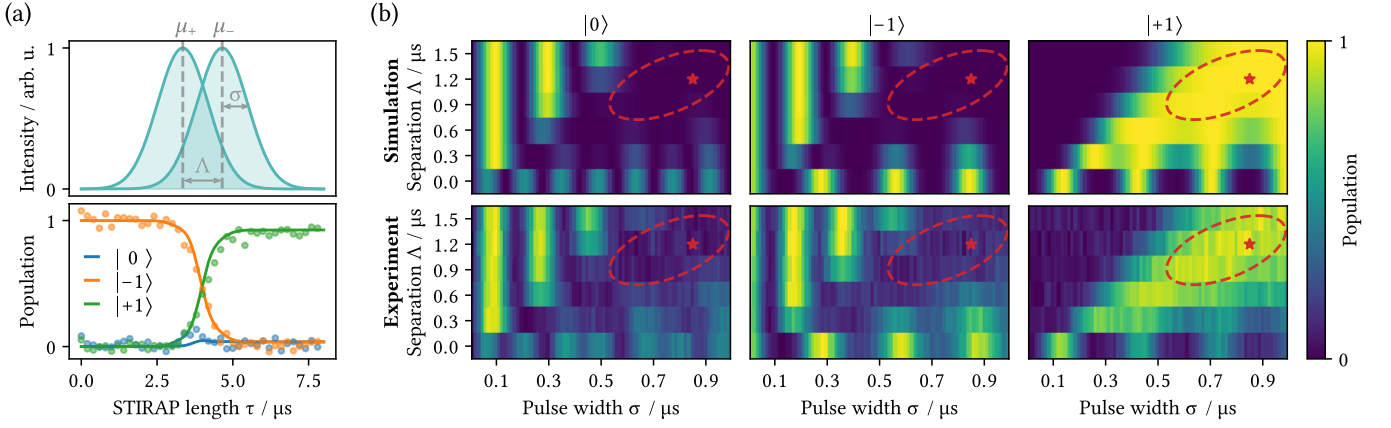 (a)
μ₊ μ₋
Intensity / arb. u.
1
0
σ
Λ
Population
1
0
| 0 ⟩
|−1⟩
|+1⟩
0.0 2.5 5.0 7.5
STIRAP length τ / μs
(b)
|0⟩ |−1⟩ |+1⟩
Simulation
Separation Λ / μs
1.5
1.2
0.9
0.6
0.3
0.0
Experiment
Separation Λ / μs
1.5
1.2
0.9
0.6
0.3
0.0
0.1 0.3 0.5 0.7 0.9
0.1 0.3 0.5 0.7 0.9
0.1 0.3 0.5 0.7 0.9
Pulse width σ / μs
Pulse width σ / μs
Pulse width σ / μs
1
0
Population